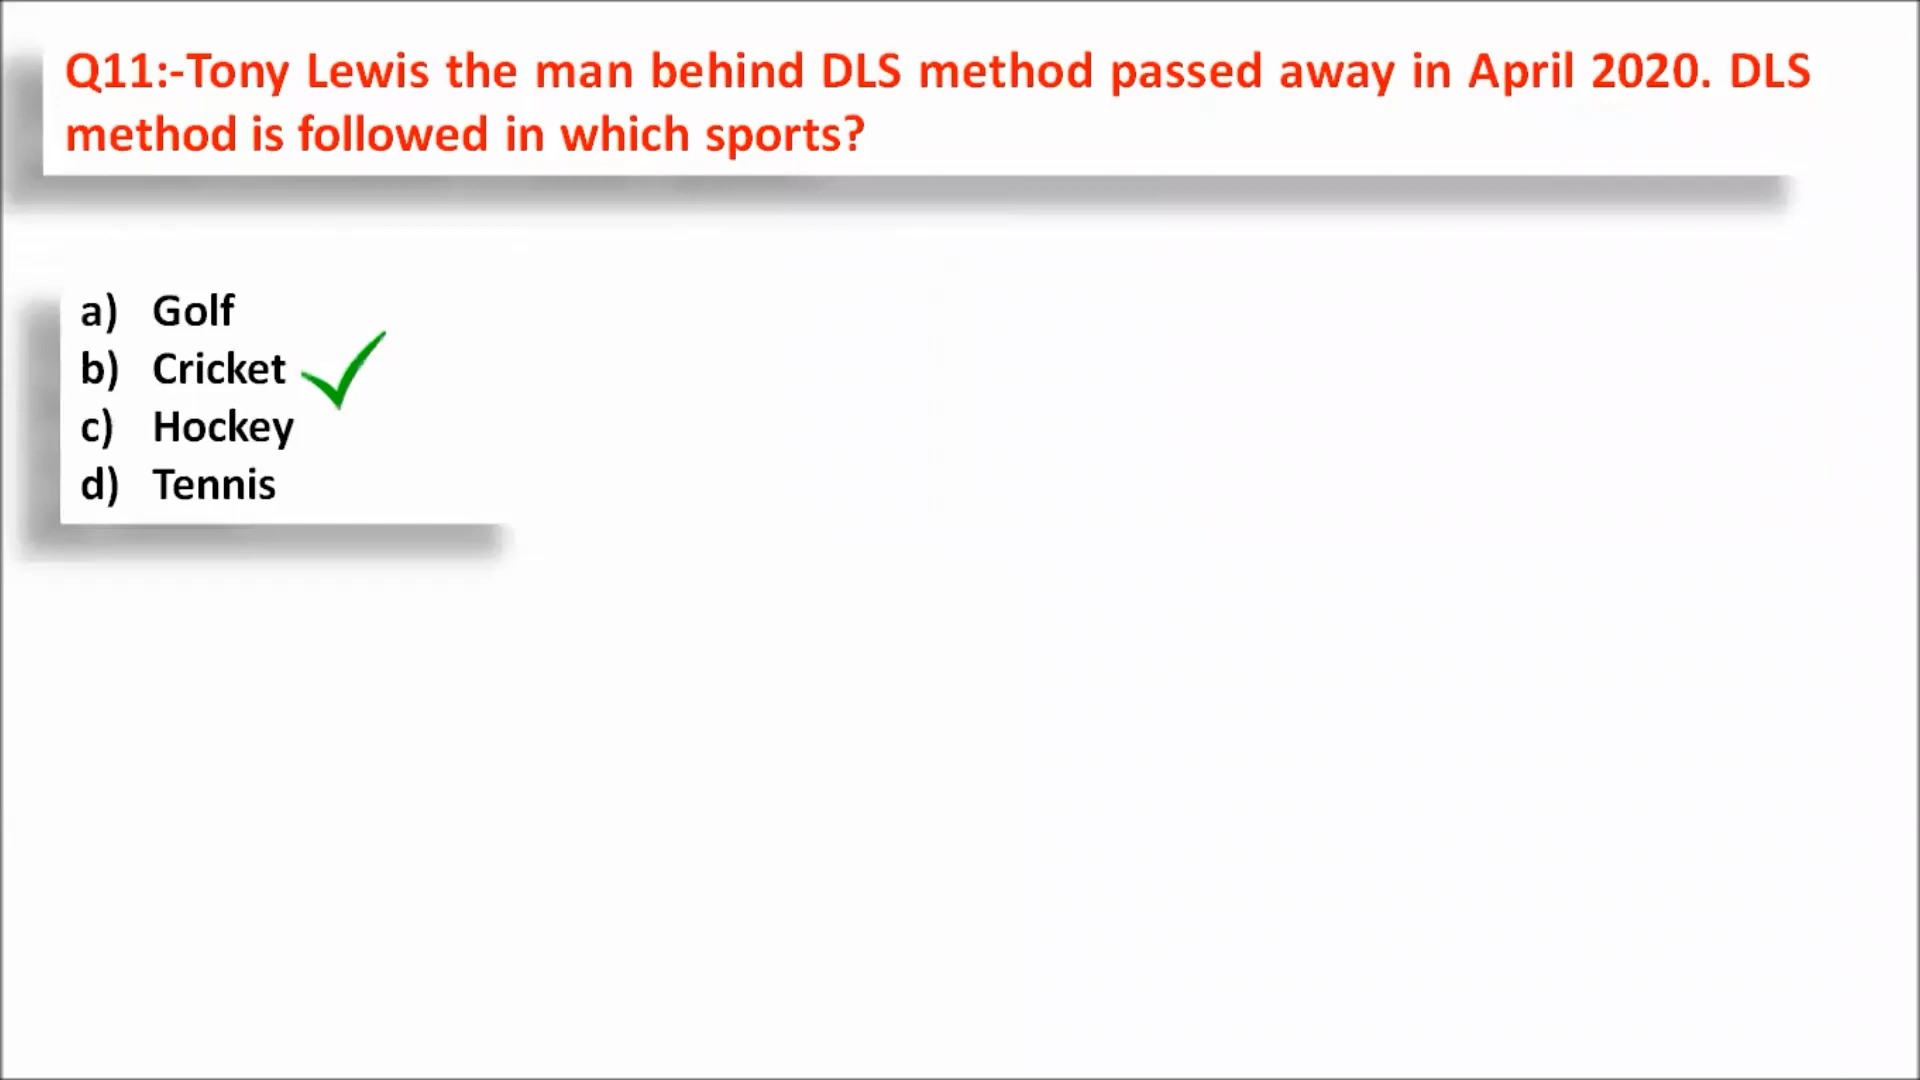 Q11:-Tony Lewis the man behind DLS method passed away in April 2020. DLS
method is followed in which sports?
a) Golf
b) Cricket
c) Hockey
d) Tennis